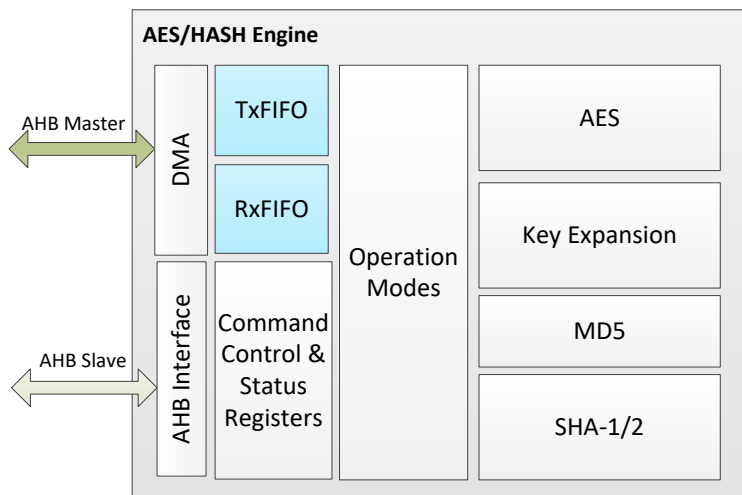 AES/HASH Engine
AHB Master
DMA
TxFIFO
RxFIFO
Operation
Modes
AES
Key Expansion
MD5
SHA-1/2
AHB Slave
AHB Interface
Command
Control &
Status
Registers